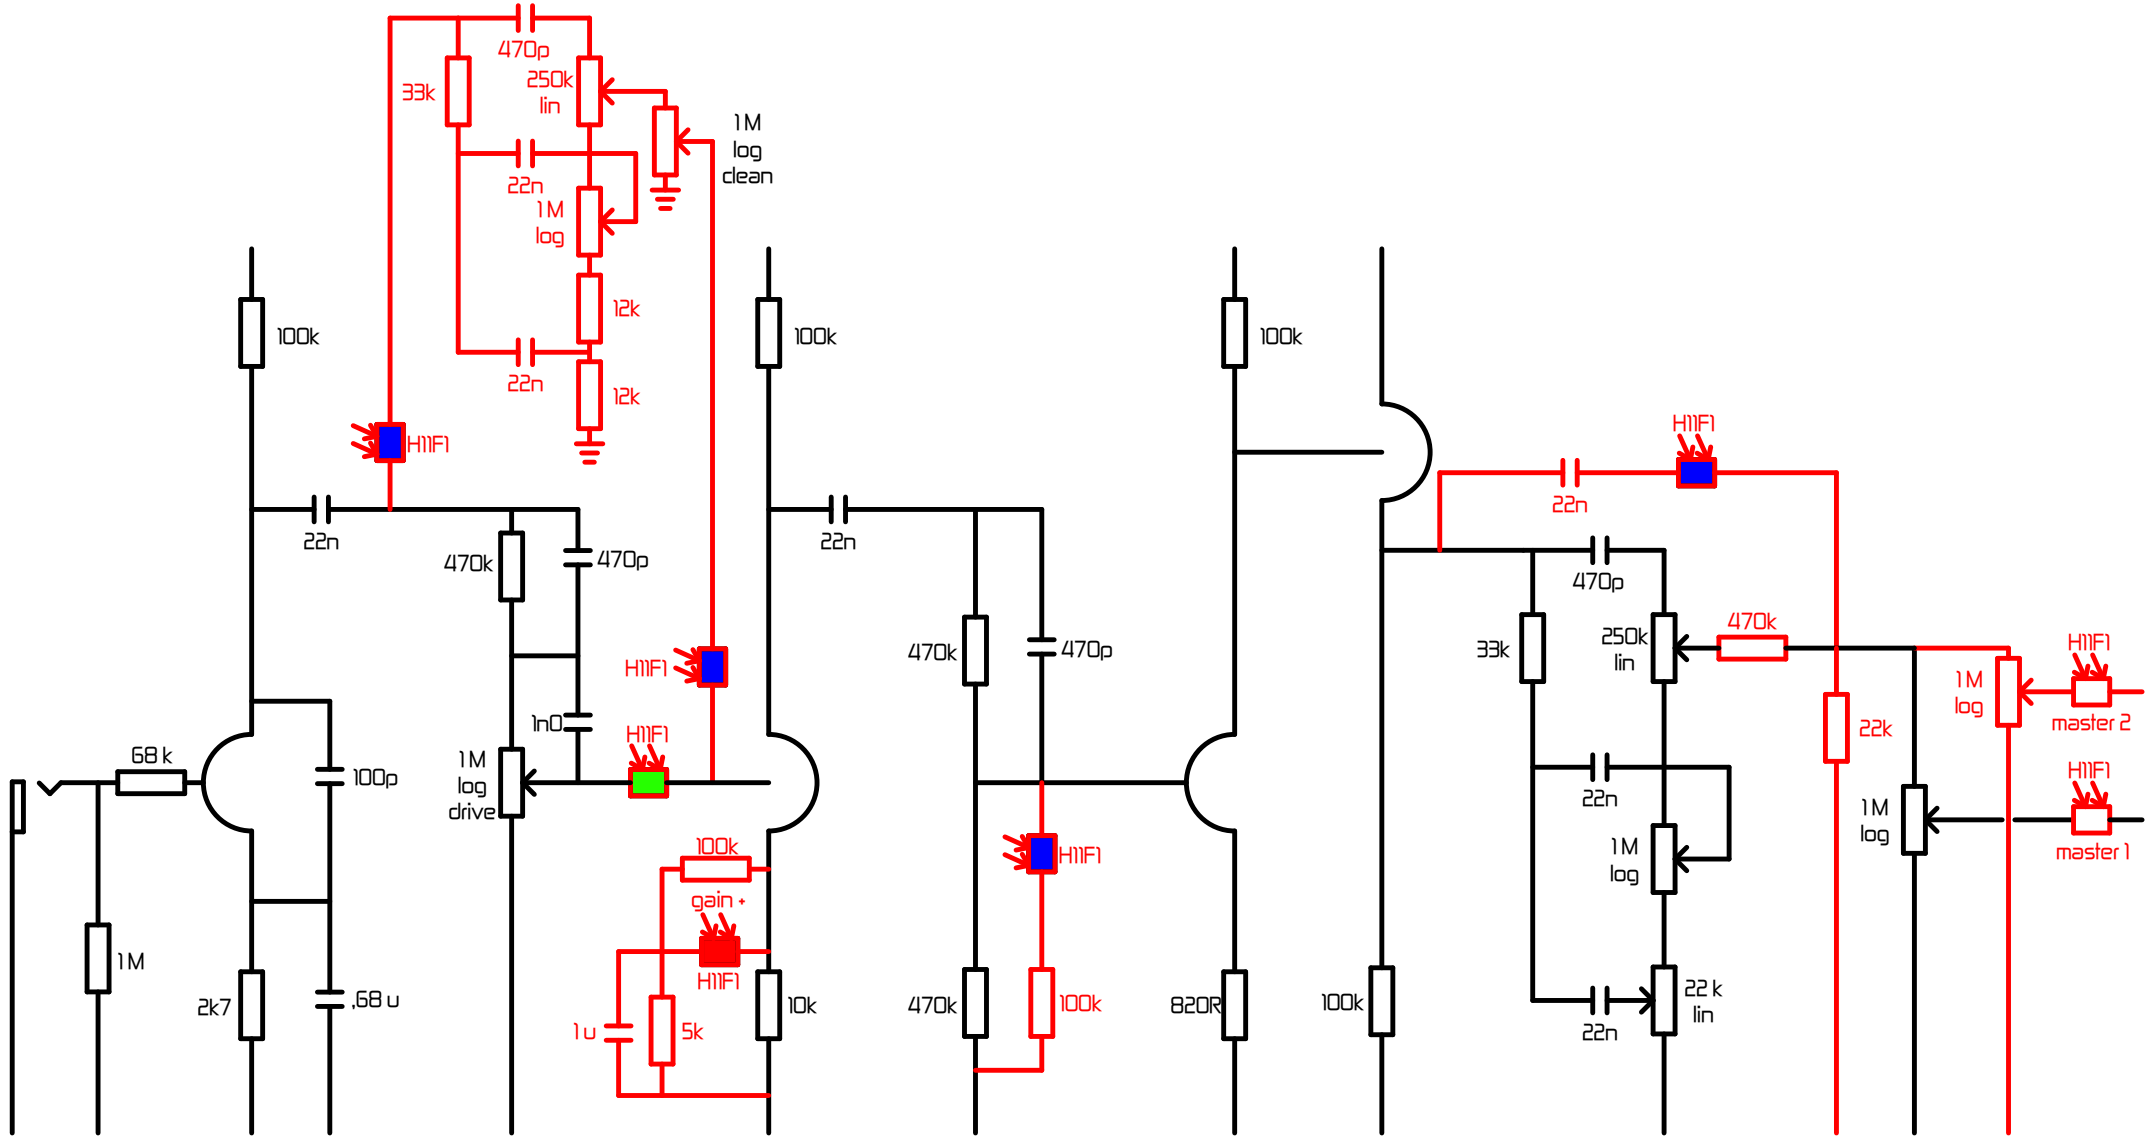 470p
33k
250k
lin
1M
log
clean
22n
1M
log
12k
100k
100k
100k
22n
12k
H11F1
H11F1
22n
22n
22n
470k
470p
470p
33k
250k
lin
470k
H11F1
470k
470p
H11F1
1M
log
1n0
H11F1
22k
master 2
68k
1M
log
drive
100p
22n
H11F1
1M
log
100k
H11F1
1M
log
master 1
gain +
1M
H11F1
22k
lin
2k7
,68u
10k
470k
100k
820R
100k
1u
5k
22n